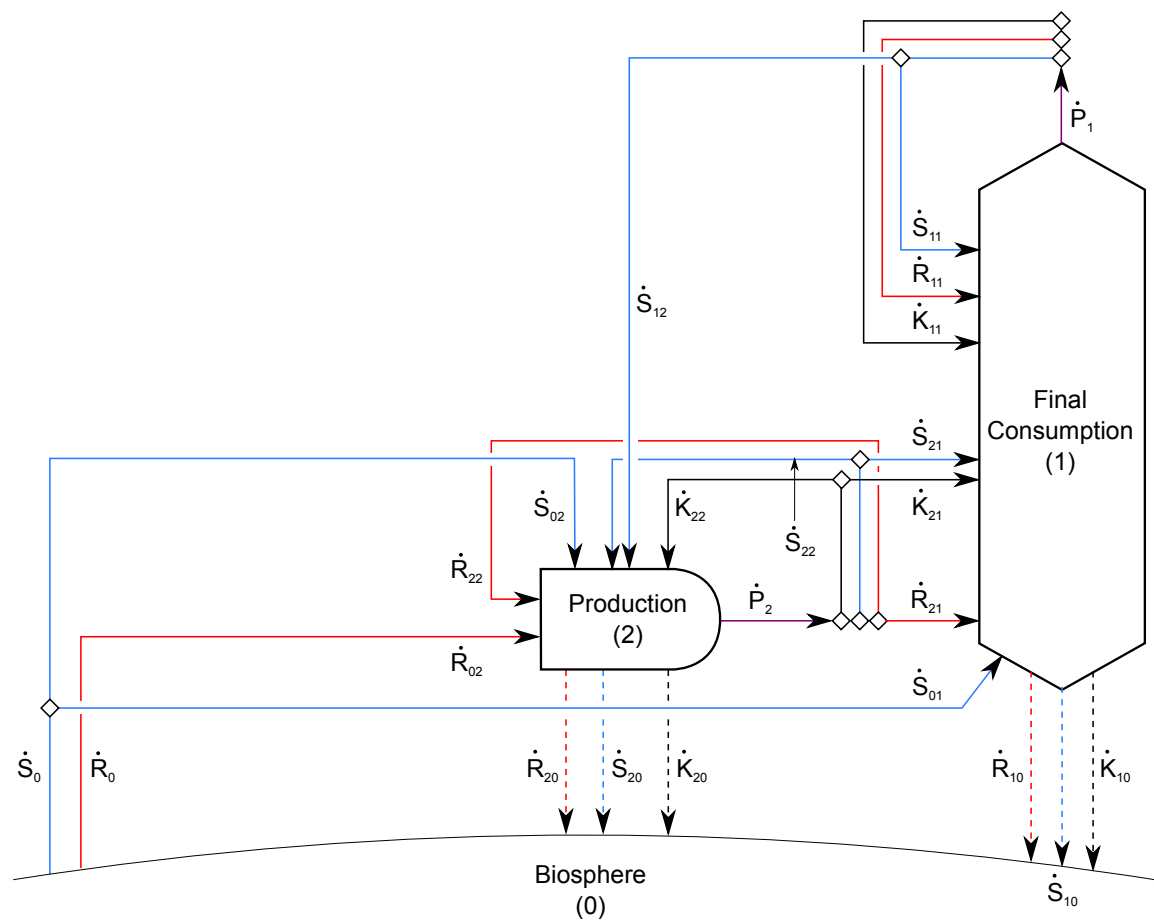 Ṗ₁
Ṡ₁₁
Ṙ₁₁
Ṡ₁₂
K̇₁₁
Final
Consumption
(1)
Ṡ₂₁
Ṡ₀₂
K̇₂₂
K̇₂₁
Ṡ₂₂
Ṙ₂₂
Production
(2)
Ṗ₂
Ṙ₂₁
Ṙ₀₂
Ṡ₀₁
Ṡ₀
Ṙ₀
Ṙ₂₀
Ṡ₂₀
K̇₂₀
Ṙ₁₀
K̇₁₀
Biosphere
(0)
Ṡ₁₀